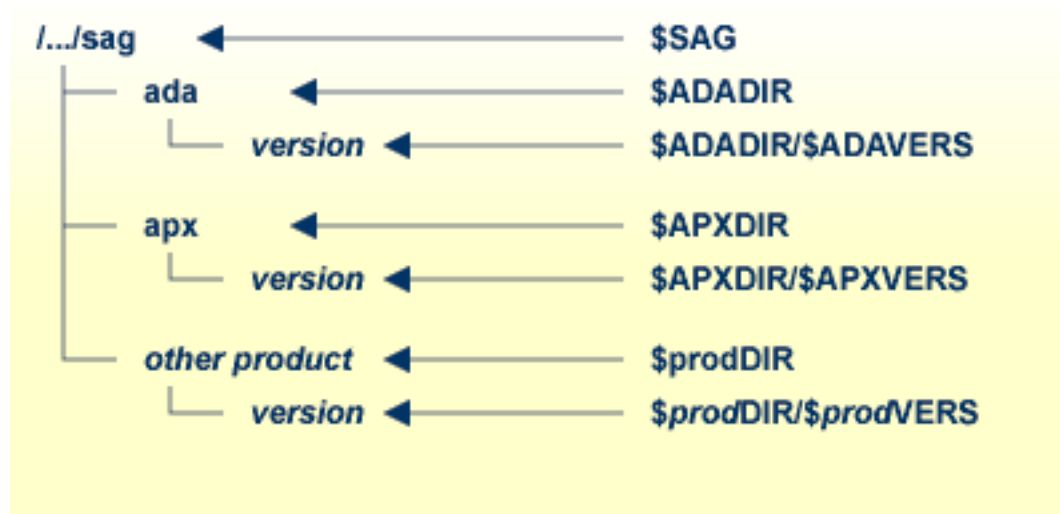 /.../sag $SAG
ada $ADADIR
version $ADADIR/$ADAVERS
apx $APXDIR
version $APXDIR/$APXVERS
other product $prodDIR
version $prodDIR/$prodVERS